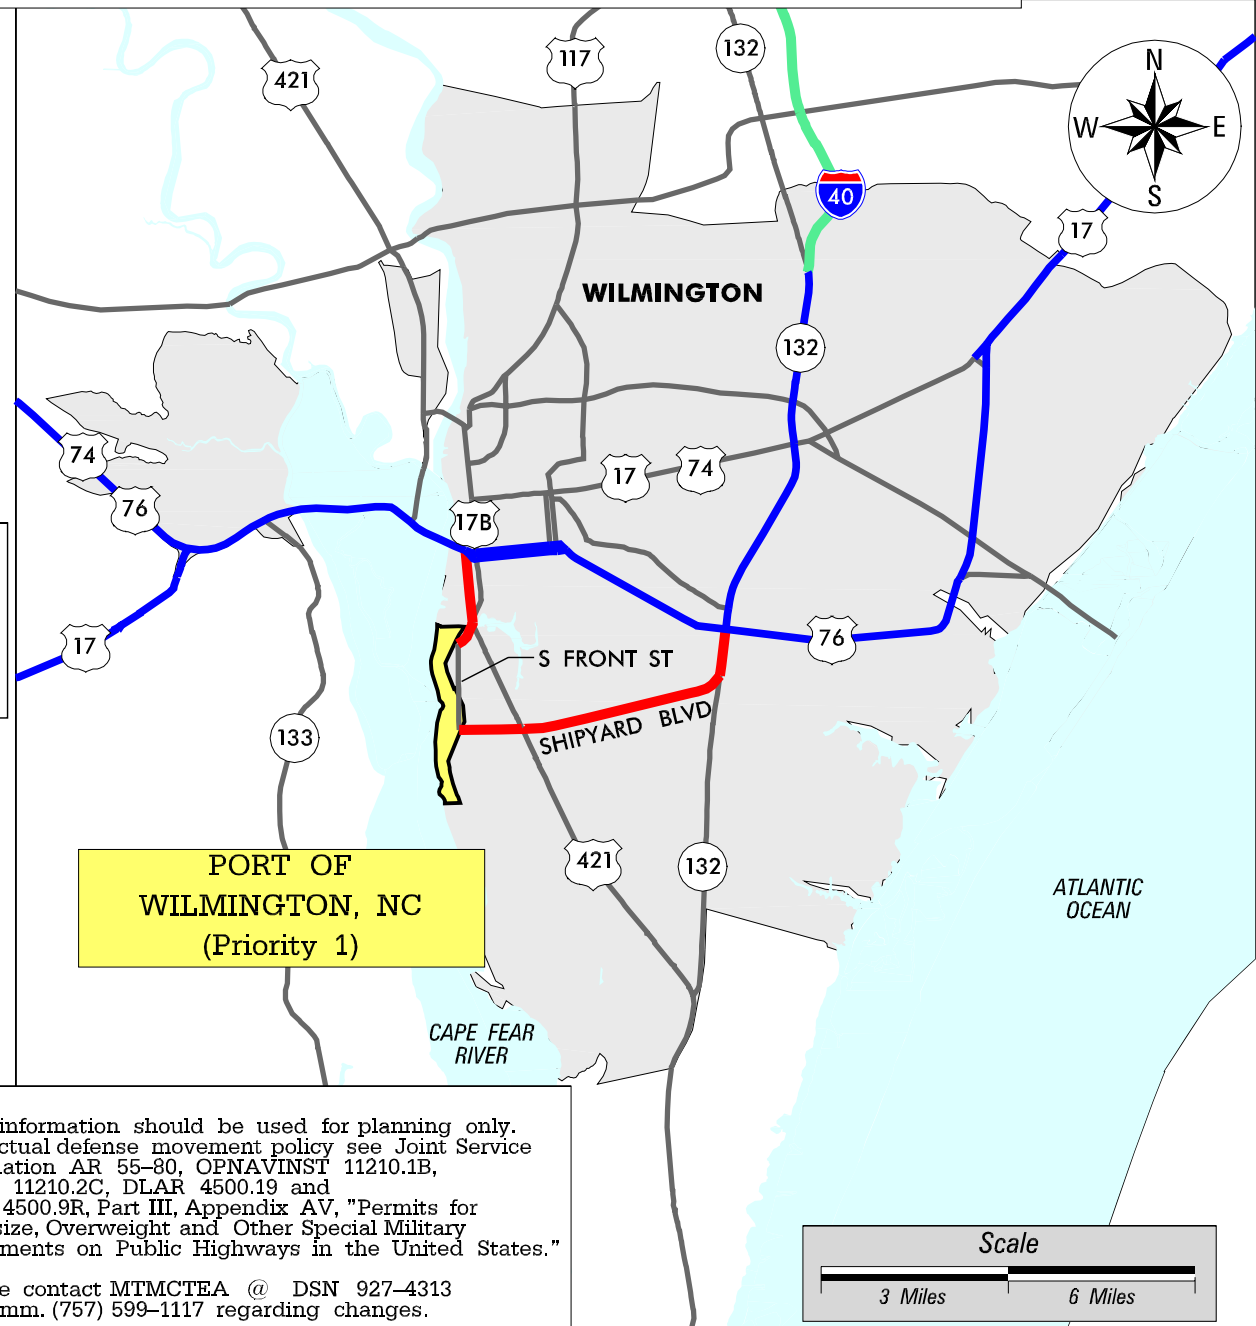 117
132
421
N
W
E
S
40
17
WILMINGTON
132
74
17
74
76
17B
76
17
S FRONT ST
SHIPYARD BLVD
133
421
132
PORT OF
WILMINGTON, NC
(Priority 1)
ATLANTIC
OCEAN
CAPE FEAR
RIVER
information should be used for planning only.
ctual defense movement policy see Joint Service
lation AR 55–80, OPNAVINST 11210.1B,
11210.2C, DLAR 4500.19 and
4500.9R, Part III, Appendix AV, "Permits for
size, Overweight and Other Special Military
ments on Public Highways in the United States."
e contact MTMCTEA @ DSN 927–4313
mm. (757) 599–1117 regarding changes.
Scale
3 Miles
6 Miles